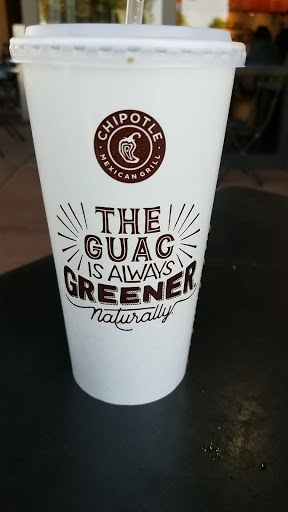 CHIPOTLE
MEXICAN GRILL
THE
GUAC
IS ALWAYS
GREENER,
naturally.